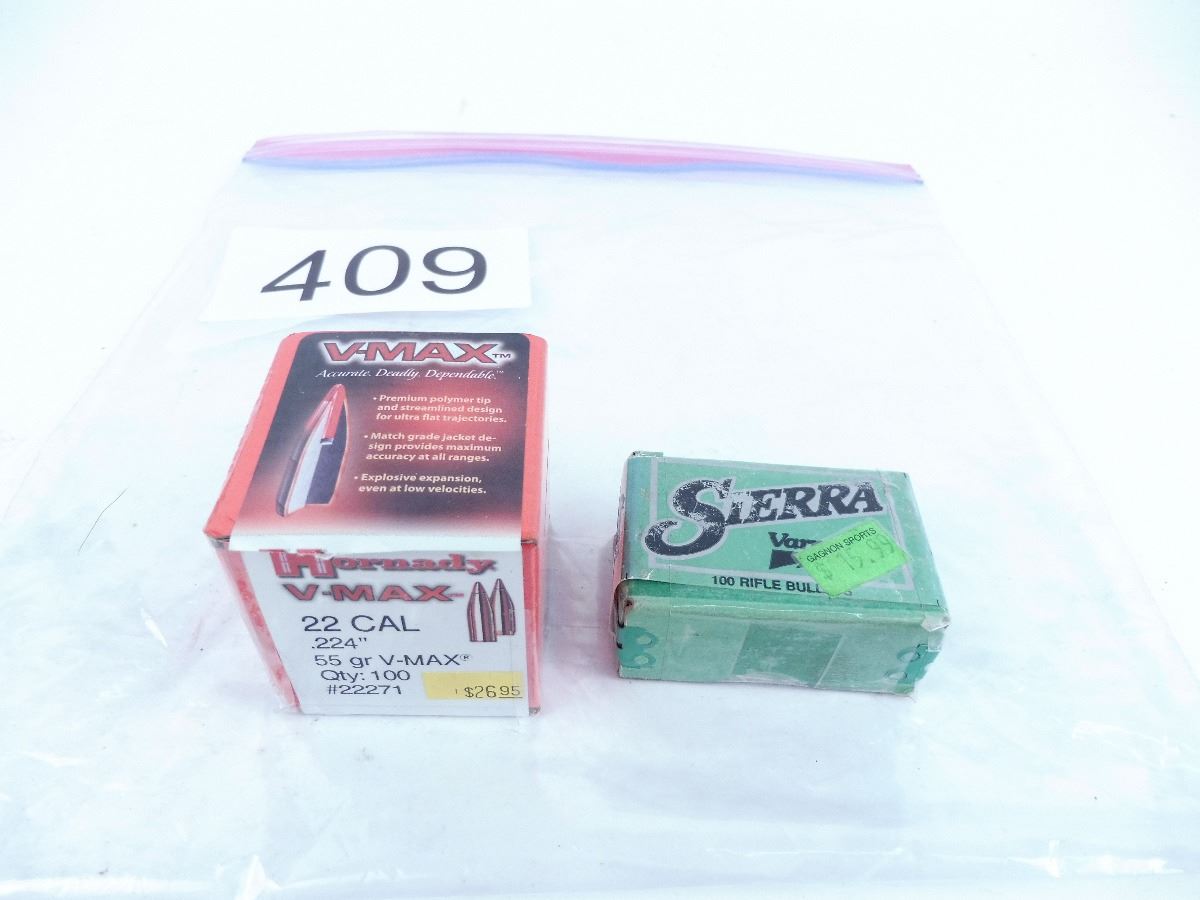 409
V-MAX™
Accurate. Deadly. Dependable.™
• Premium polymer tip
and streamlined design
for ultra flat trajectories.
• Match grade jacket de-
sign provides maximum
accuracy at all ranges.
• Explosive expansion,
even at low velocities.
Hornady
V-MAX™
22 CAL
.224"
55 gr V-MAX®
Qty: 100
#22271
$26.95
SIERRA
GAGNON SPORTS
100 RIFLE